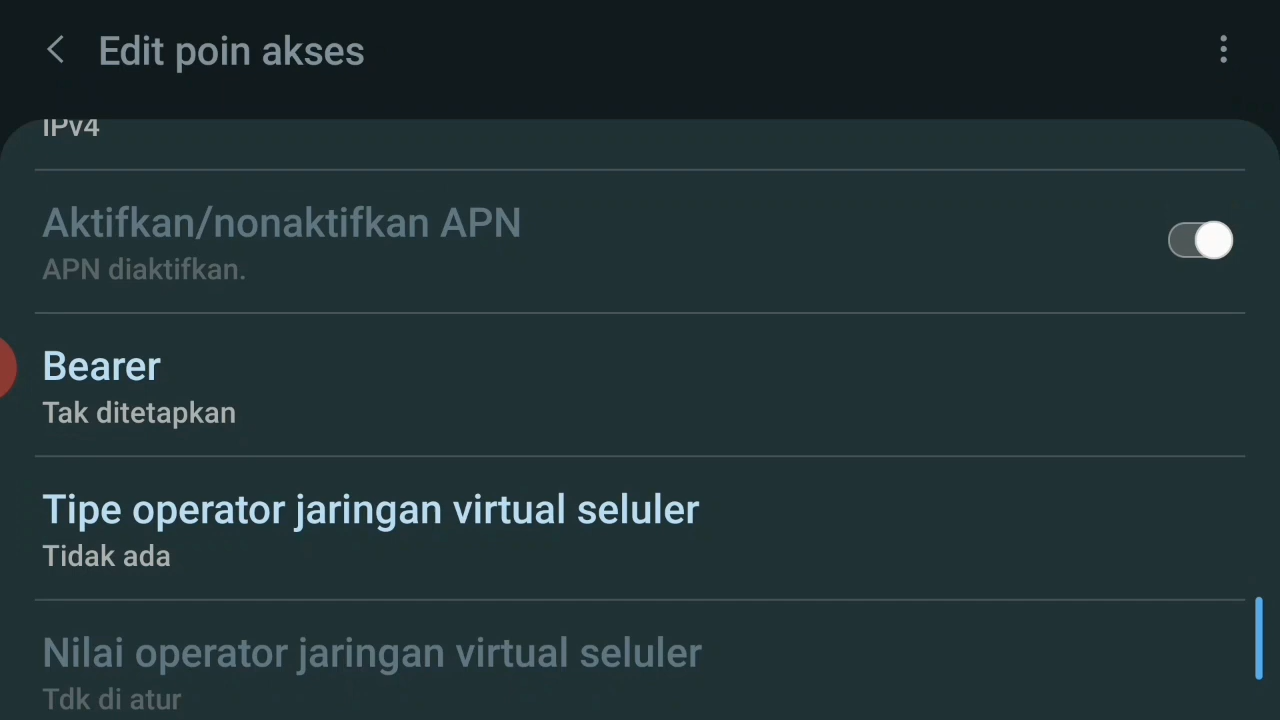 Edit poin akses
IPv4
Aktifkan/nonaktifkan APN
APN diaktifkan.
Bearer
Tak ditetapkan
Tipe operator jaringan virtual seluler
Tidak ada
Nilai operator jaringan virtual seluler
Tdk di atur